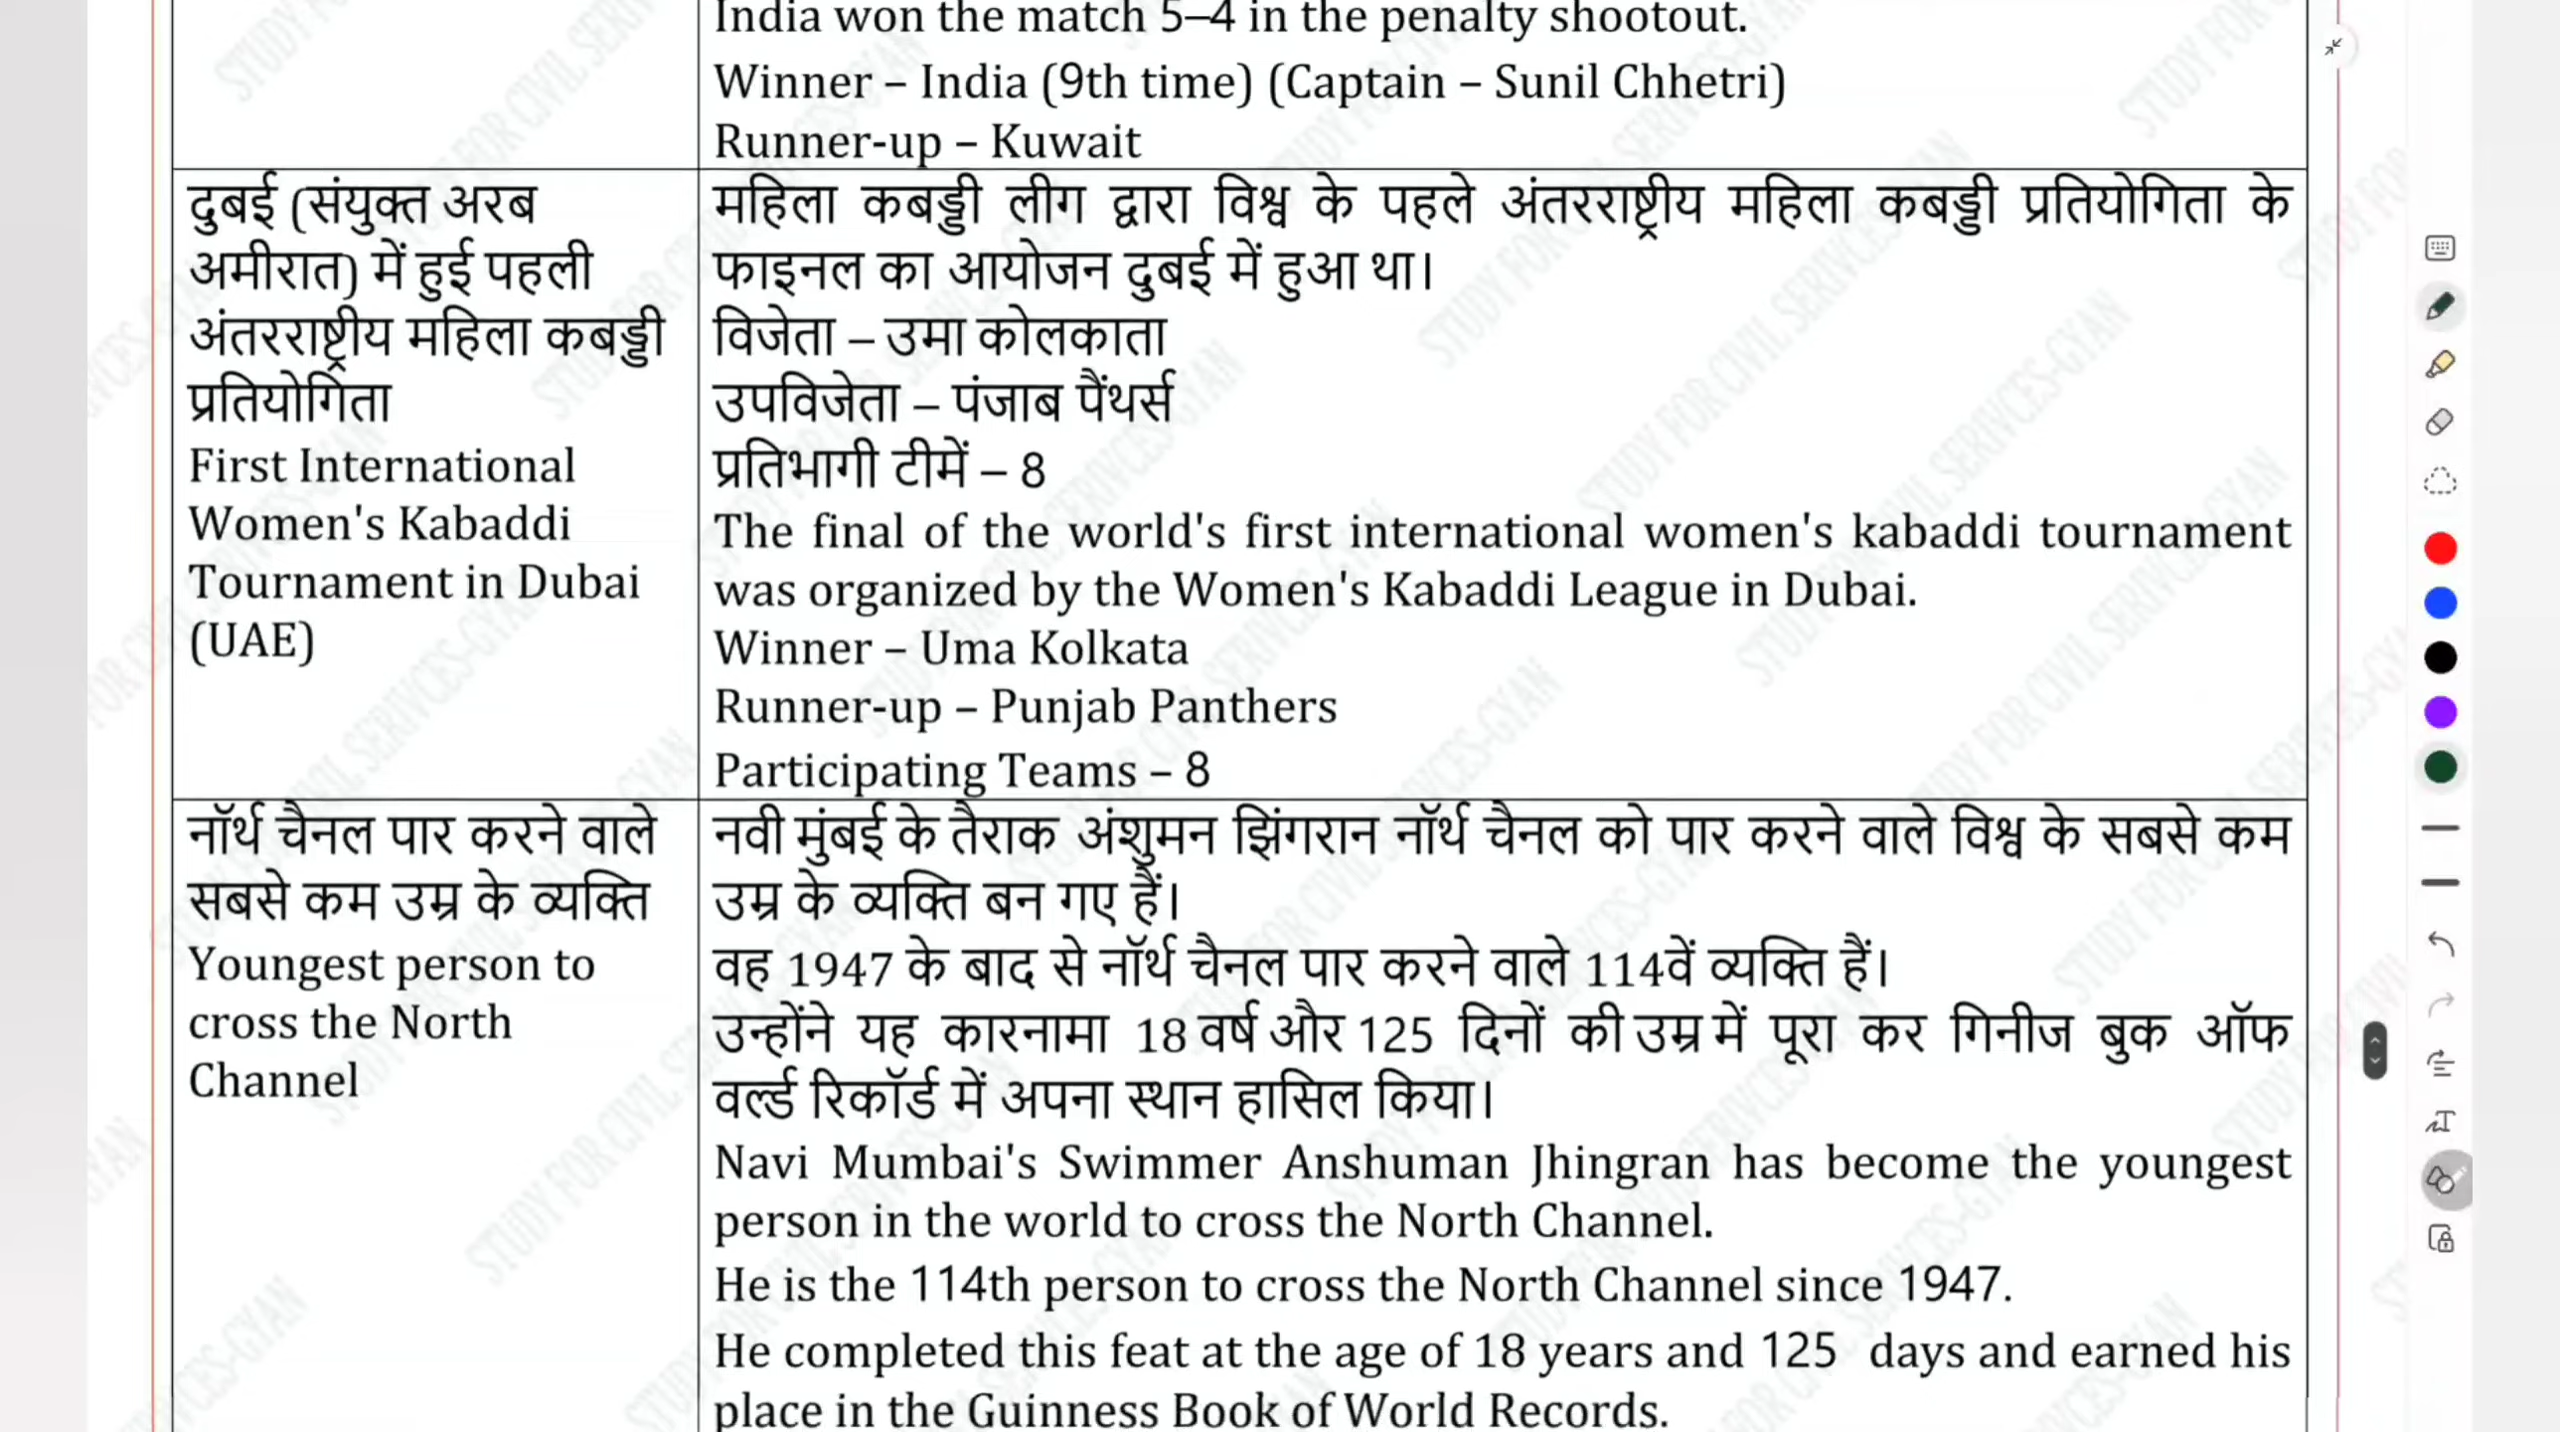 India won the match 5–4 in the penalty shootout.
Winner – India (9th time) (Captain – Sunil Chhetri)
Runner-up – Kuwait
दुबई (संयुक्त अरब
अमीरात) में हुई पहली
अंतरराष्ट्रीय महिला कबड्डी
प्रतियोगिता
First International
Women's Kabaddi
Tournament in Dubai
(UAE)
महिला कबड्डी लीग द्वारा विश्व के पहले अंतरराष्ट्रीय महिला कबड्डी प्रतियोगिता के
फाइनल का आयोजन दुबई में हुआ था।
विजेता – उमा कोलकाता
उपविजेता – पंजाब पैंथर्स
प्रतिभागी टीमें – 8
The final of the world's first international women's kabaddi tournament
was organized by the Women's Kabaddi League in Dubai.
Winner – Uma Kolkata
Runner-up – Punjab Panthers
Participating Teams – 8
नॉर्थ चैनल पार करने वाले
सबसे कम उम्र के व्यक्ति
Youngest person to
cross the North
Channel
नवी मुंबई के तैराक अंशुमन झिंगरान नॉर्थ चैनल को पार करने वाले विश्व के सबसे कम
उम्र के व्यक्ति बन गए हैं।
वह 1947 के बाद से नॉर्थ चैनल पार करने वाले 114वें व्यक्ति हैं।
उन्होंने यह कारनामा 18 वर्ष और 125 दिनों की उम्र में पूरा कर गिनीज बुक ऑफ
वर्ल्ड रिकॉर्ड में अपना स्थान हासिल किया।
Navi Mumbai's Swimmer Anshuman Jhingran has become the youngest
person in the world to cross the North Channel.
He is the 114th person to cross the North Channel since 1947.
He completed this feat at the age of 18 years and 125 days and earned his
place in the Guinness Book of World Records.
STUDY FOR CIVIL SERIVCES-GYAN